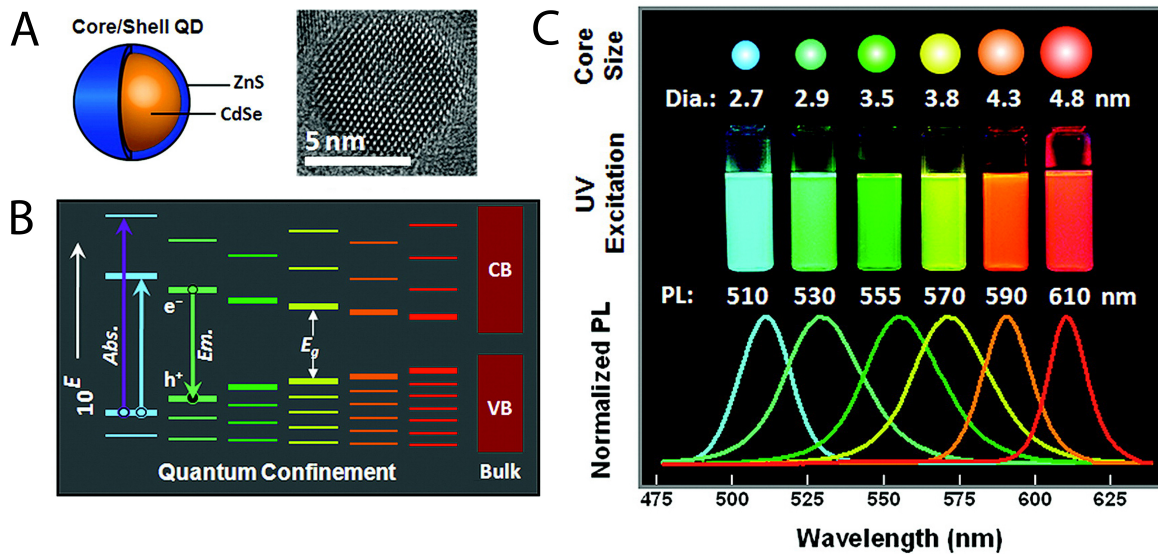 A
Core/Shell QD
ZnS
CdSe
5 nm
B
10^E
Abs.
e⁻
h⁺
Em.
E_g
CB
VB
Quantum Confinement
Bulk
C
Core Size
Dia.: 2.7 2.9 3.5 3.8 4.3 4.8 nm
UV Excitation
PL: 510 530 555 570 590 610 nm
Normalized PL
475 500 525 550 575 600 625
Wavelength (nm)